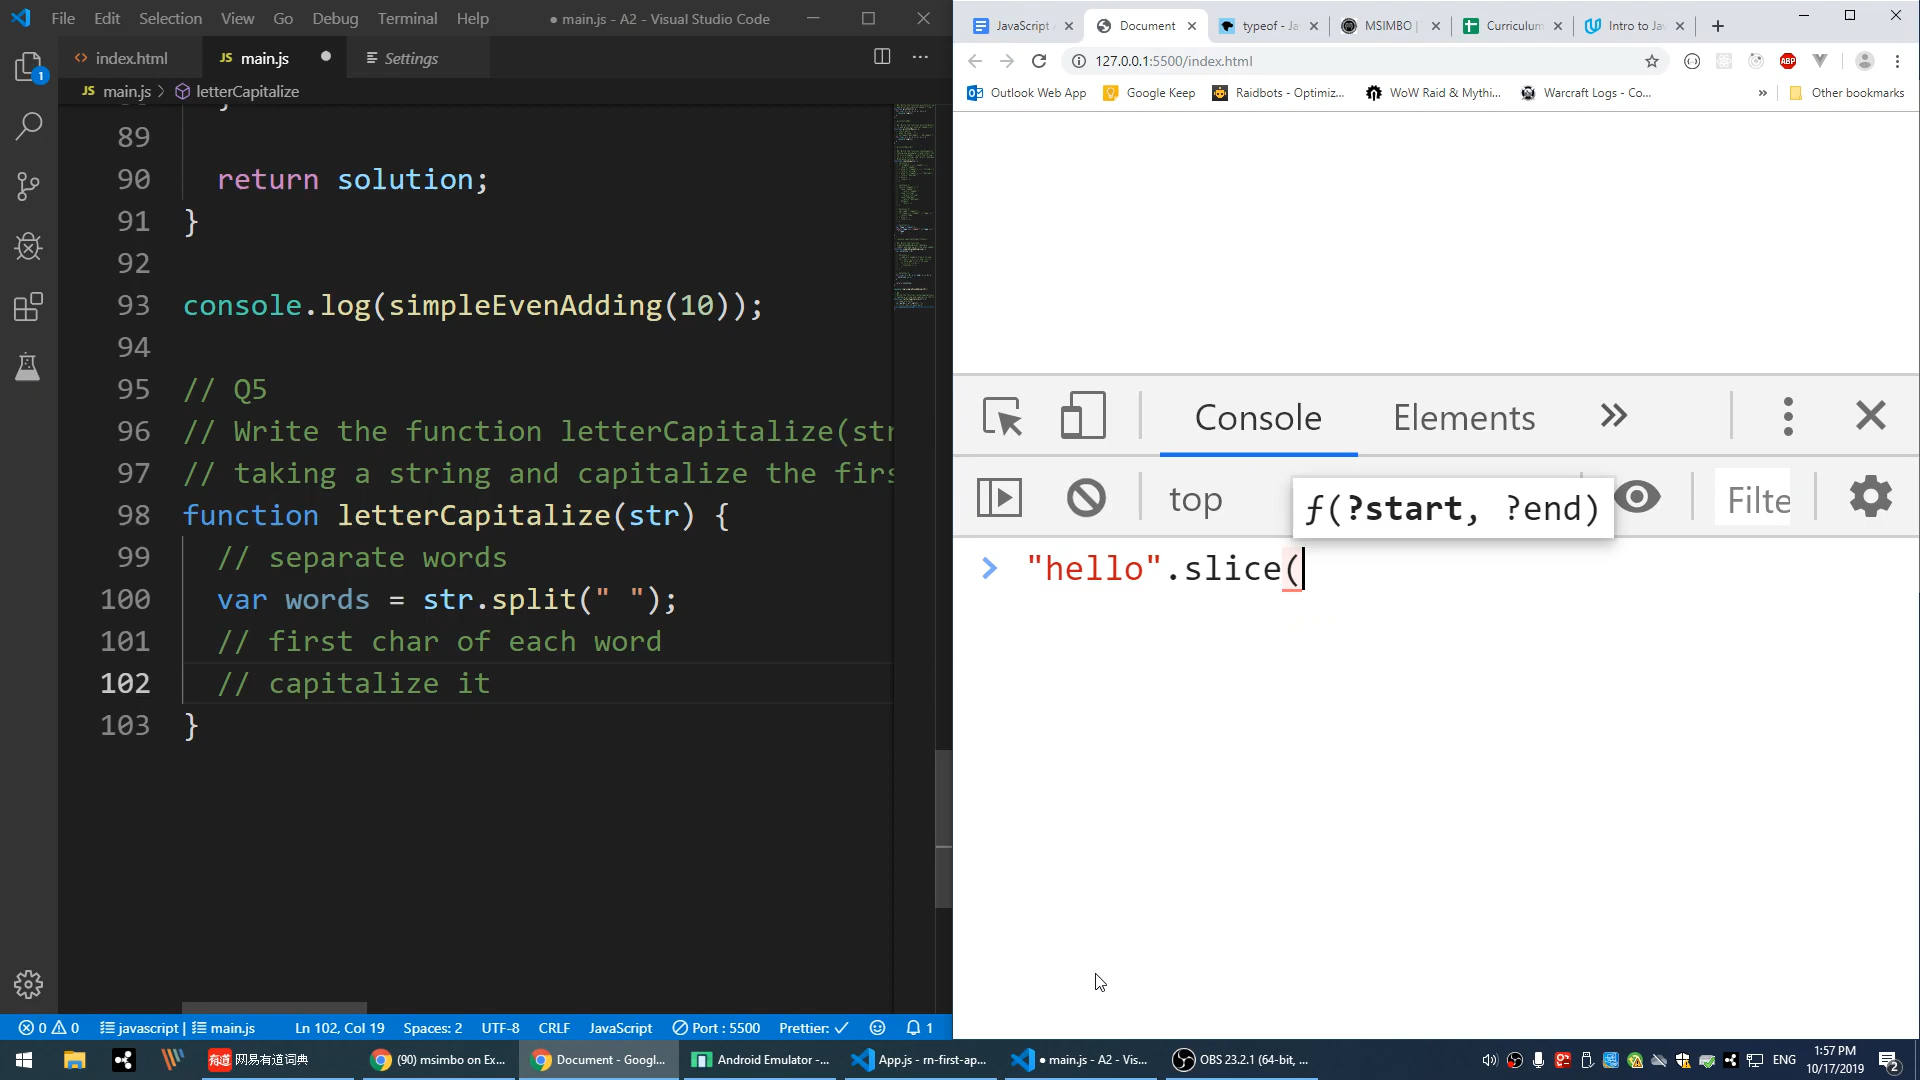 File Edit Selection View Go Debug Terminal Help
● main.js - A2 - Visual Studio Code
index.html
JS main.js
Settings
JS main.js > letterCapitalize
1
89
90 return solution;
91 }
92
93 console.log(simpleEvenAdding(10));
94
95 // Q5
96 // Write the function letterCapitalize(str
97 // taking a string and capitalize the firs
98 function letterCapitalize(str) {
99 // separate words
100 var words = str.split(" ");
101 // first char of each word
102 // capitalize it
103 }
0 0 javascript | main.js Ln 102, Col 19 Spaces: 2 UTF-8 CRLF JavaScript Port : 5500 Prettier: ✓ 1
JavaScript
Document
typeof - Ja
MSIMBO |
Curriculum
Intro to Ja
127.0.0.1:5500/index.html
ABP
Outlook Web App
Google Keep
Raidbots - Optimiz...
WoW Raid & Mythi...
Warcraft Logs - Co...
»
Other bookmarks
Console
Elements
»
top
ƒ(?start, ?end)
Filte
> "hello".slice(
有道
网易有道词典
(90) msimbo on Ex...
Document - Googl...
Android Emulator -...
App.js - rn-first-ap...
● main.js - A2 - Vis...
OBS 23.2.1 (64-bit, ...
ENG
1:57 PM
10/17/2019
2